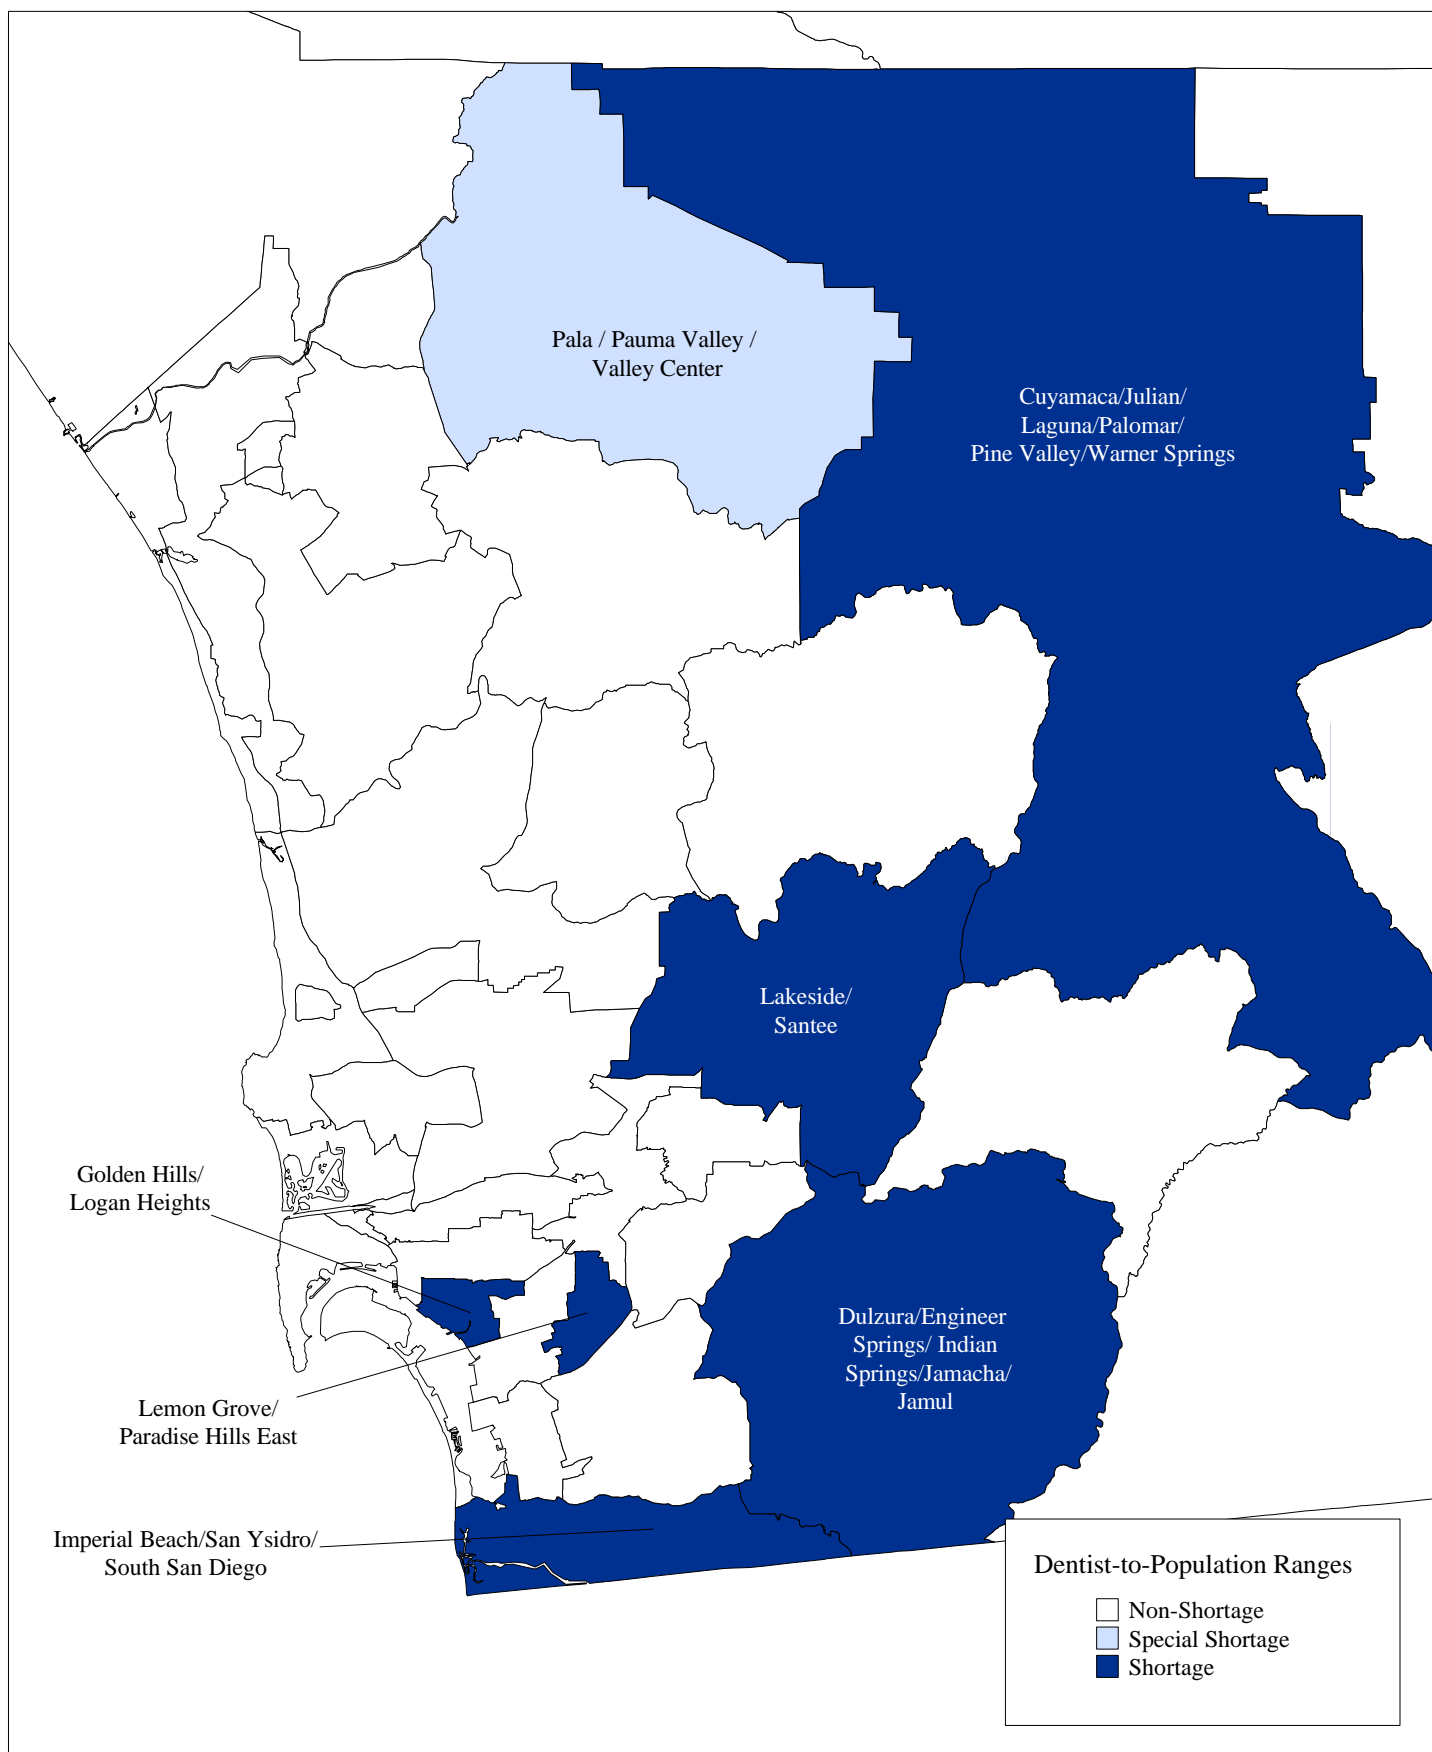 Pala / Pauma Valley /
Valley Center
Cuyamaca/Julian/
Laguna/Palomar/
Pine Valley/Warner Springs
Lakeside/
Santee
Golden Hills/
Logan Heights
Dulzura/Engineer
Springs/ Indian
Springs/Jamacha/
Jamul
Lemon Grove/
Paradise Hills East
Imperial Beach/San Ysidro/
South San Diego
Dentist-to-Population Ranges
Non-Shortage
Special Shortage
Shortage